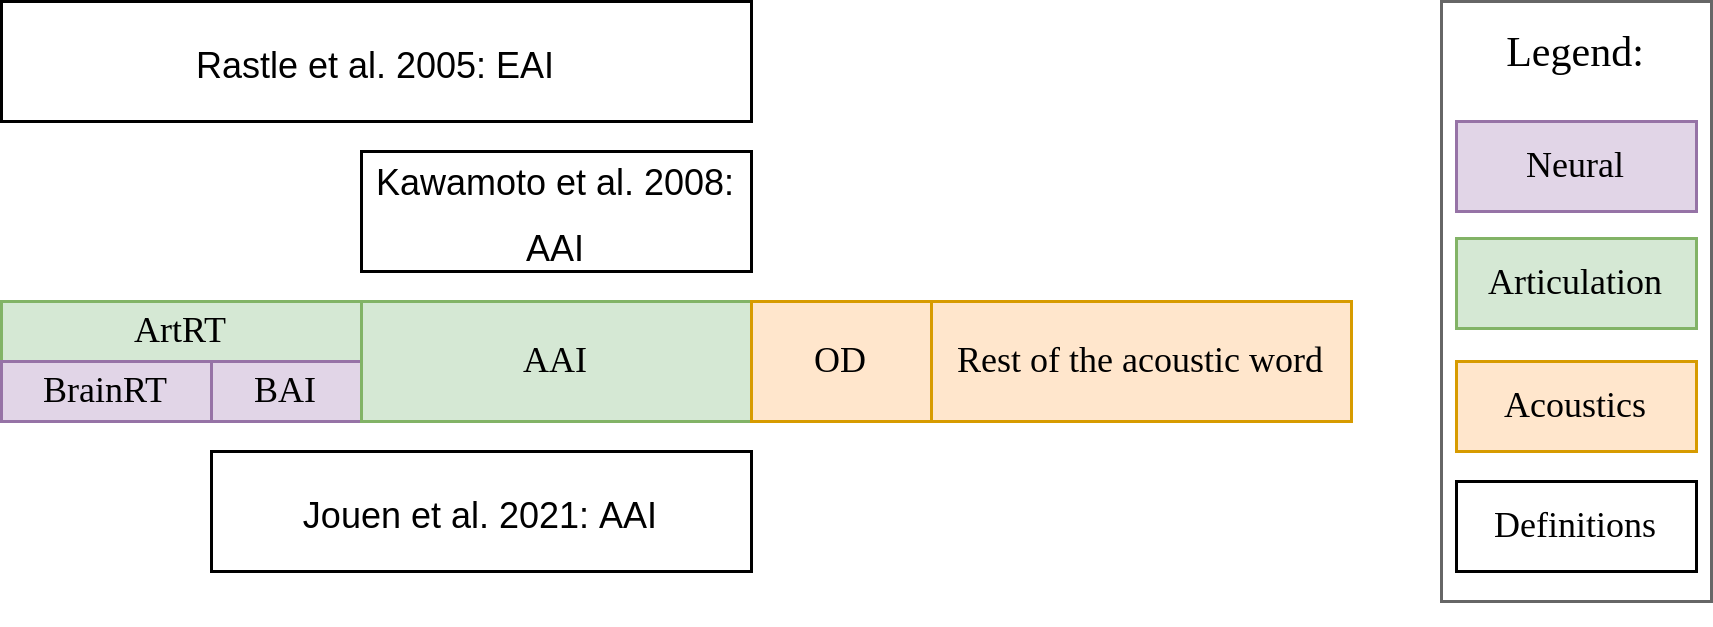 Rastle et al. 2005: EAI
Kawamoto et al. 2008:
AAI
ArtRT
BrainRT
BAI
AAI
OD
Rest of the acoustic word
Jouen et al. 2021: AAI
Legend:
Neural
Articulation
Acoustics
Definitions